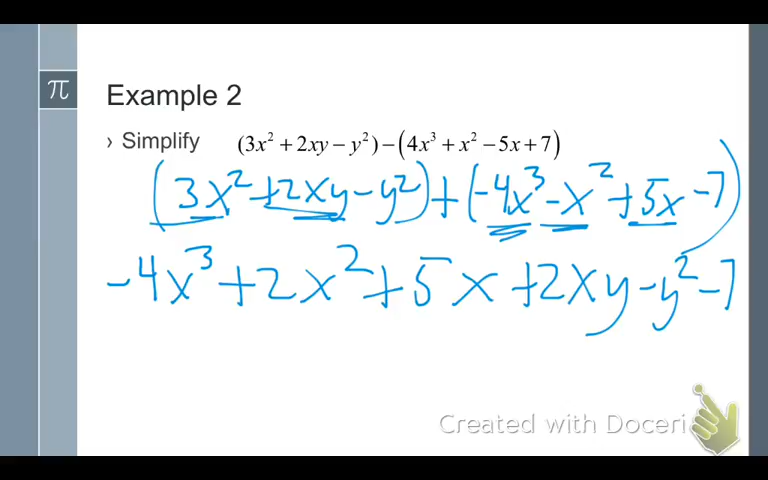 π
Example 2
› Simplify (3x² + 2xy − y²) − (4x³ + x² − 5x + 7)
(3x²+2xy−y²)+(−4x³−x²+5x−7)
−4x³+2x²+5x+2xy−y²−7
Created with Doceri